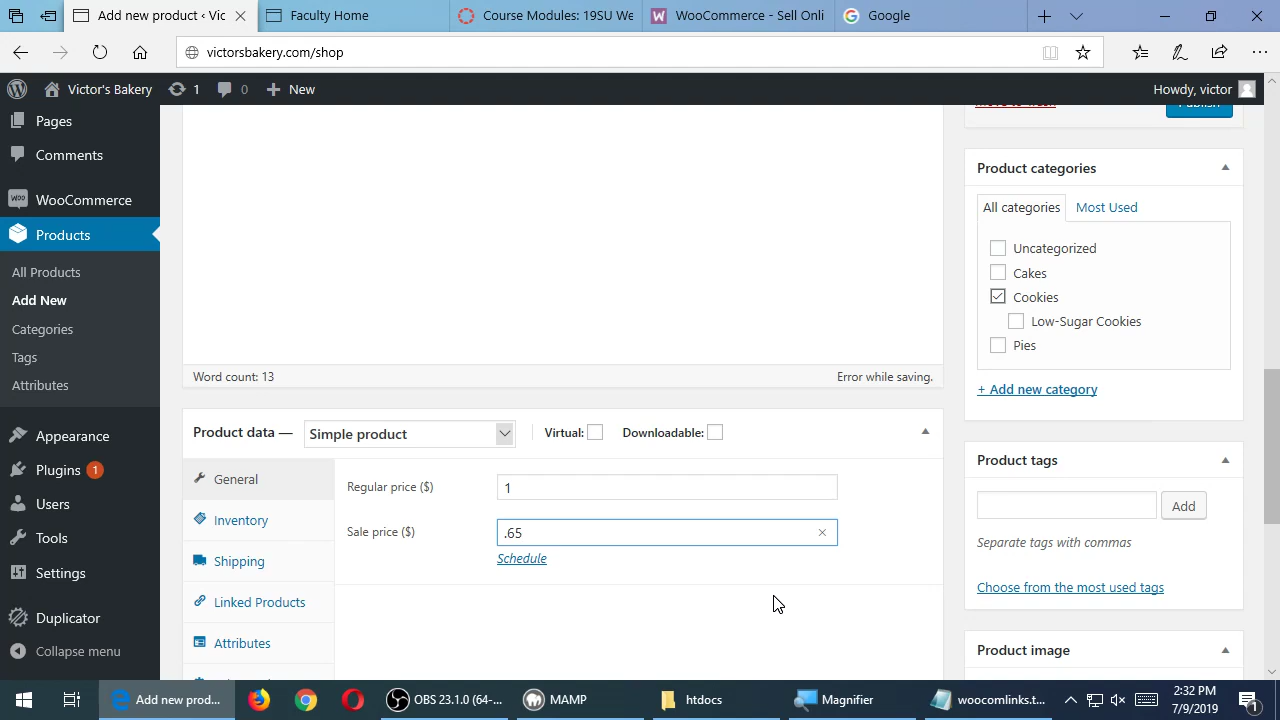 Add new product ‹ Vic
Faculty Home
Course Modules: 19SU We
WooCommerce - Sell Onli
Google
victorsbakery.com/shop
Victor's Bakery
1
0
New
Howdy, victor
Pages
Comments
WooCommerce
Products
All Products
Add New
Categories
Tags
Attributes
Appearance
Plugins 1
Users
Tools
Settings
Duplicator
Collapse menu
Word count: 13
Error while saving.
Product data —
Simple product
Virtual:
Downloadable:
General
Inventory
Shipping
Linked Products
Attributes
Regular price ($)
1
Sale price ($)
.65
Schedule
Product categories
All categories
Most Used
Uncategorized
Cakes
Cookies
Low-Sugar Cookies
Pies
+ Add new category
Product tags
Add
Separate tags with commas
Choose from the most used tags
Product image
Add new prod...
OBS 23.1.0 (64-...
MAMP
htdocs
Magnifier
woocomlinks.t...
2:32 PM
7/9/2019
1